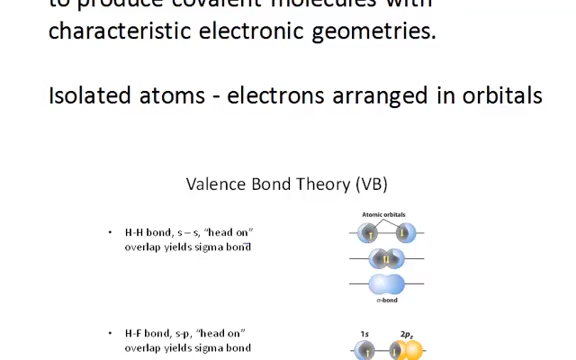 to produce covalent molecules with
characteristic electronic geometries.
Isolated atoms - electrons arranged in orbitals
Valence Bond Theory (VB)
• H-H bond, s – s, “head on”
overlap yields sigma bond
Atomic orbitals
σ-bond
• H-F bond, s-p, “head on”
overlap yields sigma bond
1s 2pz